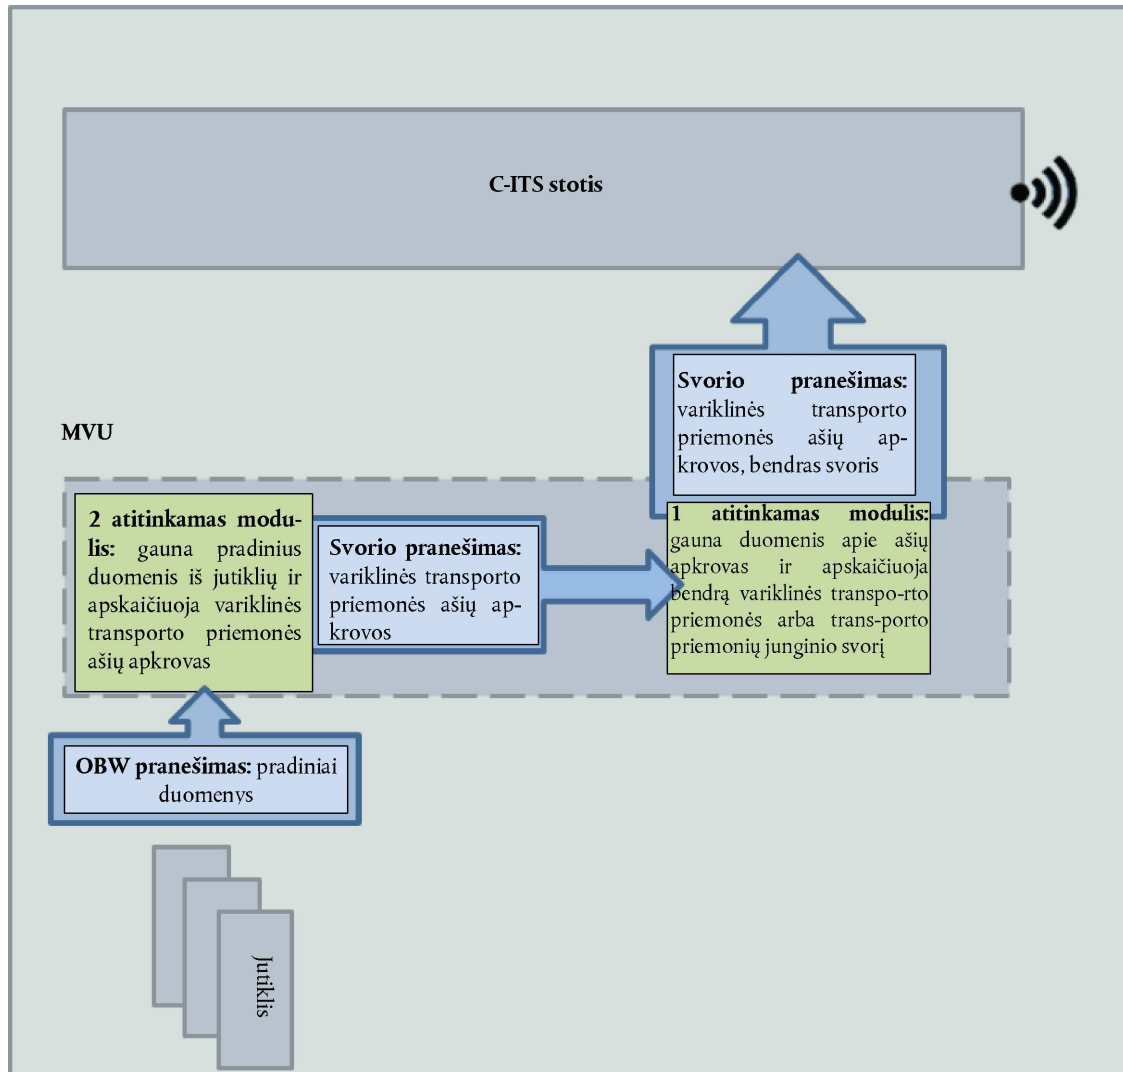 C-ITS stotis
Svorio pranešimas:
variklinės transporto
priemonės ašių ap-
krovos, bendras svoris
MVU
2 atitinkamas modu-
lis: gauna pradinius
duomenis iš jutiklių ir
apskaičiuoja variklinės
transporto priemonės
ašių apkrovas
Svorio pranešimas:
variklinės transporto
priemonės ašių ap-
krovos
1 atitinkamas modulis:
gauna duomenis apie ašių
apkrovas ir apskaičiuoja
bendrą variklinės transpo-rto
priemonės arba trans-porto
priemonių junginio svorį
OBW pranešimas: pradiniai
duomenys
Jutiklis